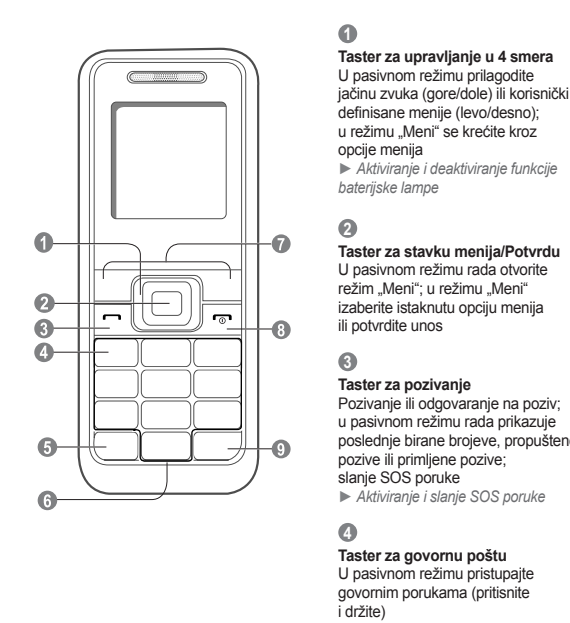 1
Taster za upravljanje u 4 smera
U pasivnom režimu prilagodite
jačinu zvuka (gore/dole) ili korisnički
definisane menije (levo/desno);
u režimu „Meni“ se krećite kroz
opcije menija
► Aktiviranje i deaktiviranje funkcije
baterijske lampe
2
Taster za stavku menija/Potvrdu
U pasivnom režimu rada otvorite
režim „Meni“; u režimu „Meni“
izaberite istaknutu opciju menija
ili potvrdite unos
3
Taster za pozivanje
Pozivanje ili odgovaranje na poziv;
u pasivnom režimu rada prikazuje
poslednje birane brojeve, propušten
pozive ili primljene pozive;
slanje SOS poruke
► Aktiviranje i slanje SOS poruke
4
Taster za govornu poštu
U pasivnom režimu pristupajte
govornim porukama (pritisnite
i držite)
1
7
2
3
8
4
5
9
6